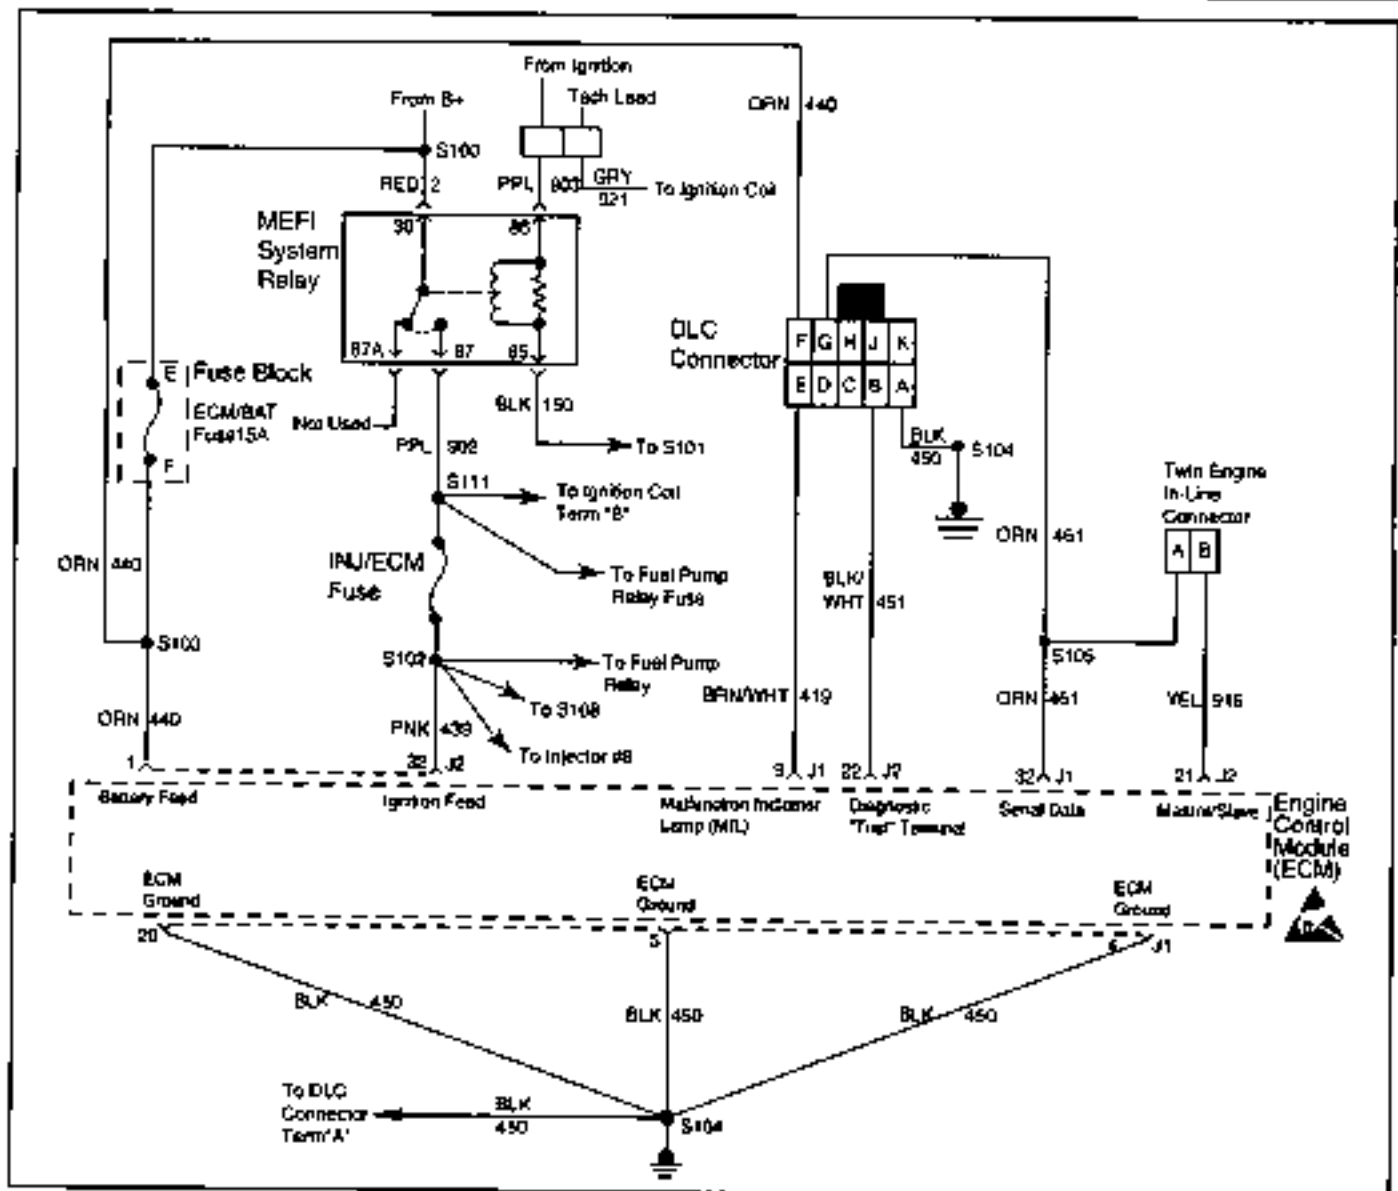 From Ignition
Tach Lead
From B+
ORN 440
S100
RED 2
PPL 903
GRY
921
To Ignition Coil
MEFI
System
Relay
30
86
87A
87
85
DLC
Connector
F G H J K
E D C B A
E
Fuse Block
ECM/BAT
Fuse 15A
F
Not Used
BLK 150
To S101
PPL 902
BLK
450
S104
S111
To Ignition Coil
Term "B"
Twin Engine
In-Line
Connector
A B
ORN 461
ORN 440
INJ/ECM
Fuse
To Fuel Pump
Relay Fuse
BLK/
WHT 451
S103
S102
To Fuel Pump
Relay
S105
BRN/WHT 419
ORN 461
YEL 916
To S108
ORN 440
PNK 439
To Injector #8
1
32 J2
9 J1
22 J2
32 J1
21 J2
Battery Feed
Ignition Feed
Malfunction Indicator
Lamp (MIL)
Diagnostic
"Test" Terminal
Serial Data
Master/Slave
Engine
Control
Module
(ECM)
ECM
Ground
ECM
Ground
ECM
Ground
20
5
J1
BLK 450
BLK 450
BLK 450
To DLC
Connector
Term 'A'
BLK
450
S104